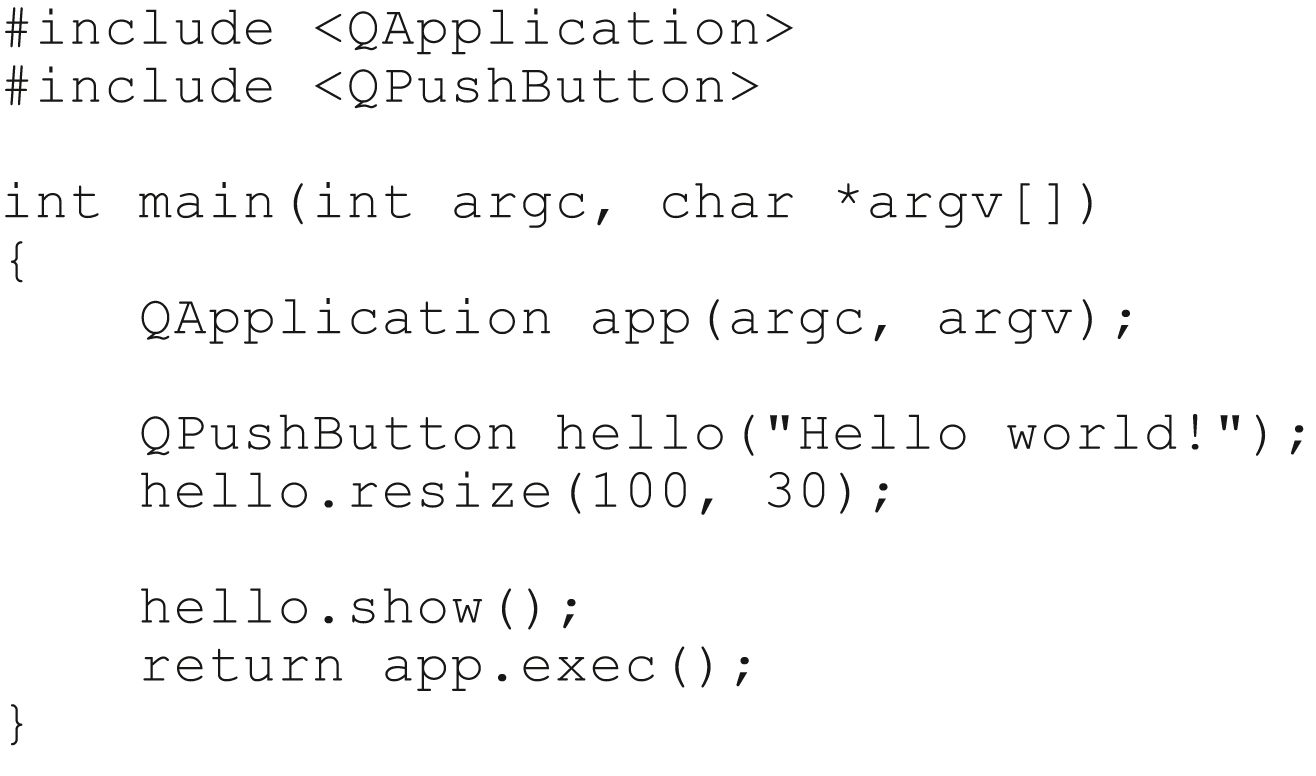 #include <QApplication>
#include <QPushButton>

int main(int argc, char *argv[])
{
    QApplication app(argc, argv);

    QPushButton hello("Hello world!");
    hello.resize(100, 30);

    hello.show();
    return app.exec();
}